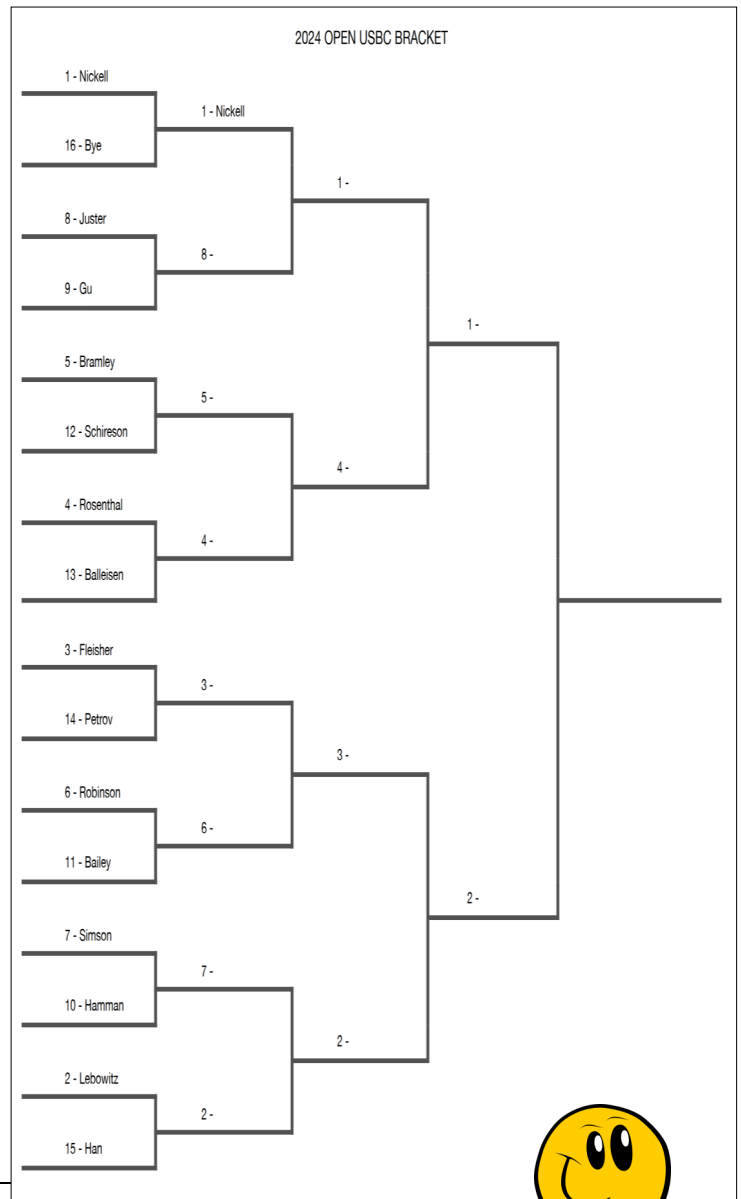 2024 OPEN USBC BRACKET
1 - Nickell
1 - Nickell
16 - Bye
1 -
8 - Juster
8 -
9 - Gu
1 -
5 - Bramley
5 -
12 - Schireson
4 -
4 - Rosenthal
4 -
13 - Balleisen
3 - Fleisher
3 -
14 - Petrov
3 -
6 - Robinson
6 -
11 - Bailey
2 -
7 - Simson
7 -
10 - Hamman
2 -
2 - Lebowitz
2 -
15 - Han